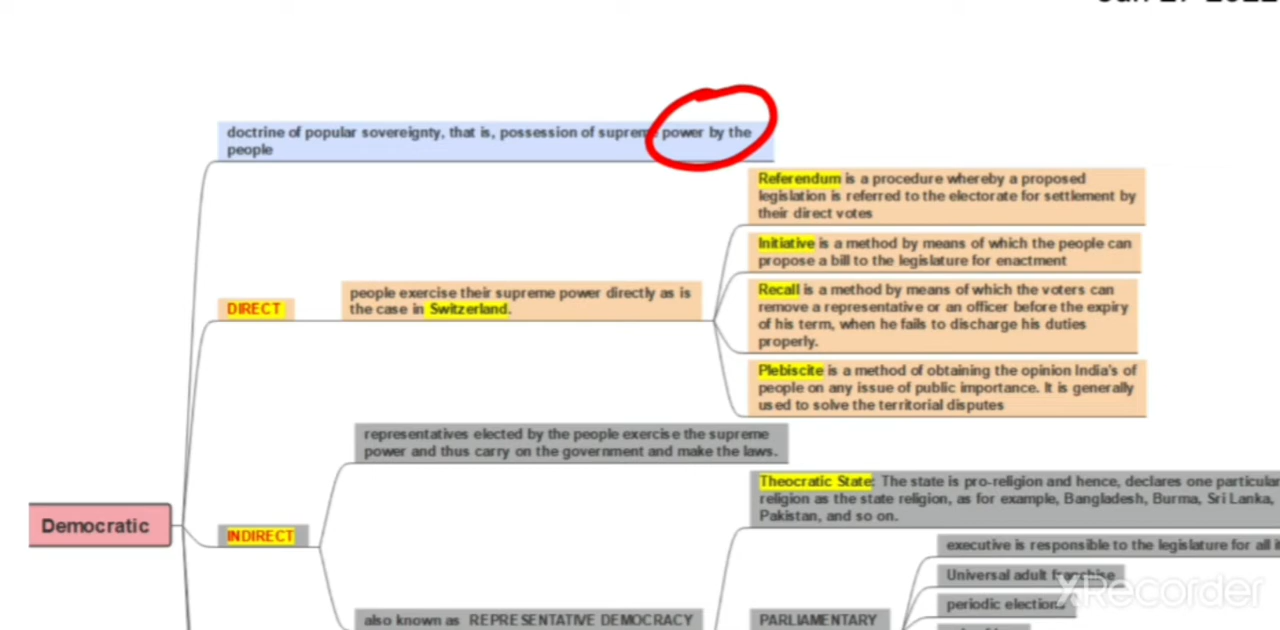 doctrine of popular sovereignty, that is, possession of suprem power by the
people
Referendum is a procedure whereby a proposed
legislation is referred to the electorate for settlement by
their direct votes
Initiative is a method by means of which the people can
propose a bill to the legislature for enactment
DIRECT
people exercise their supreme power directly as is
the case in Switzerland.
Recall is a method by means of which the voters can
remove a representative or an officer before the expiry
of his term, when he fails to discharge his duties
properly.
Plebiscite is a method of obtaining the opinion India's of
people on any issue of public importance. It is generally
used to solve the territorial disputes
representatives elected by the people exercise the supreme
power and thus carry on the government and make the laws.
Theocratic State: The state is pro-religion and hence, declares one particular
religion as the state religion, as for example, Bangladesh, Burma, Sri Lanka,
Pakistan, and so on.
Democratic
INDIRECT
executive is responsible to the legislature for all
Universal adult franchise
periodic elections
also known as REPRESENTATIVE DEMOCRACY
PARLIAMENTARY
XRecorder